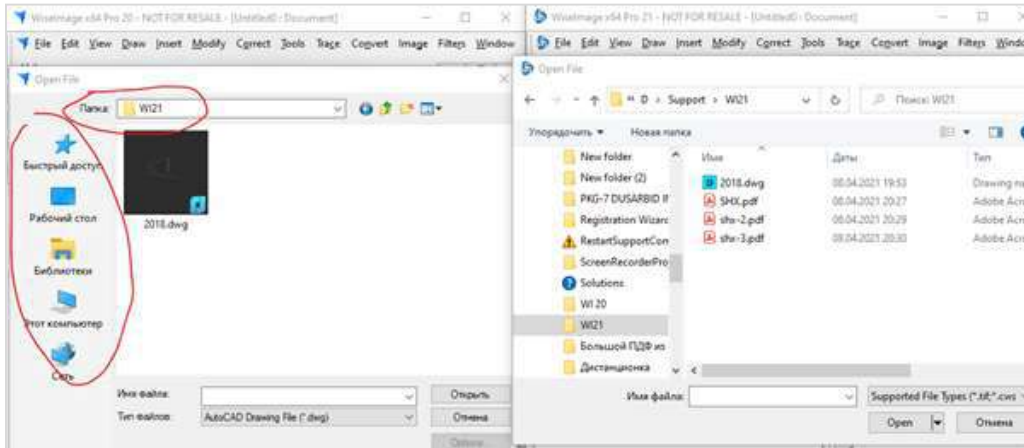 WiseImage x64 Pro 20 - NOT FOR RESALE - [Untitled0 : Document]
File Edit View Draw Insert Modify Correct Tools Trace Convert Image Filters Window
Open File
Папка:
WI21
Быстрый доступ
Рабочий стол
Библиотеки
Этот компьютер
Сеть
2018.dwg
Имя файла:
Открыть
Тип файлов:
AutoCAD Drawing File (*.dwg)
Отмена
WiseImage x64 Pro 21 - NOT FOR RESALE - [Untitled0 : Document]
File Edit View Draw Insert Modify Correct Tools Trace Convert Image Filters
Open File
« D › Support › WI21
Поиск: WI21
Упорядочить
Новая папка
New folder
New folder (2)
PKG-7 DUSARBID
Registration Wizard
RestartSupportCon
ScreenRecorderPro
Solutions
WI 20
WI21
Большой ПДФ из
Дистанционка
Имя Дата Тип
2018.dwg 08.04.2021 19:53 Drawing
SHX.pdf 08.04.2021 20:27 Adobe Acr
shx-2.pdf 08.04.2021 20:29 Adobe Acr
shx-3.pdf 08.04.2021 20:30 Adobe Acr
Имя файла:
Supported File Types (*.tif;*.cws
Open
Отмена